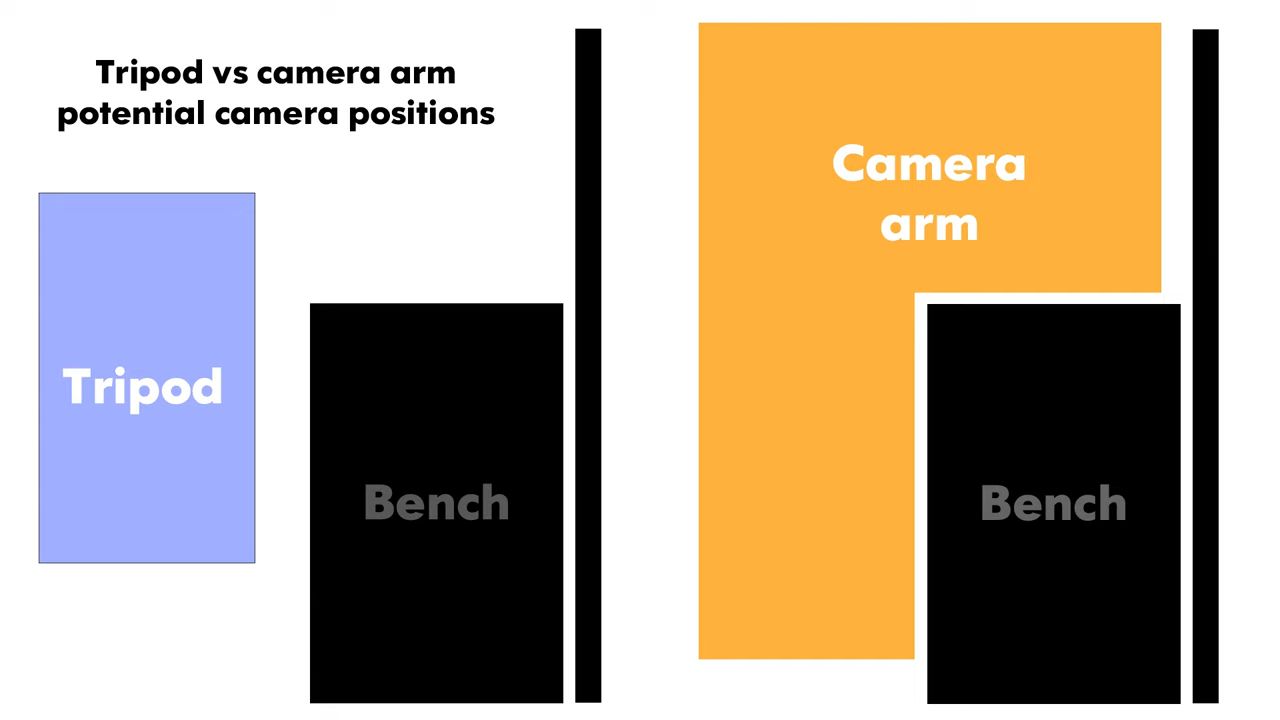 Tripod vs camera arm
potential camera positions
Tripod
Bench
Camera
arm
Bench